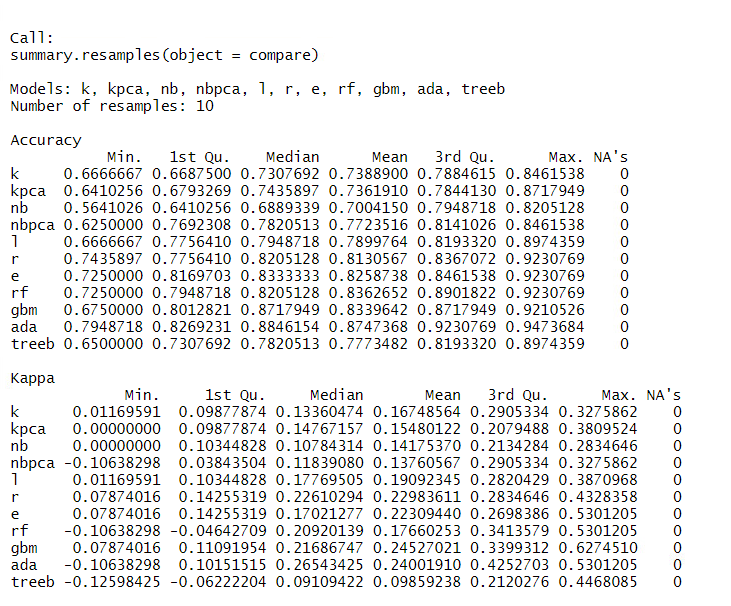 Call:
summary.resamples(object = compare)
Models: k, kpca, nb, nbpca, l, r, e, rf, gbm, ada, treeb
Number of resamples: 10
Accuracy
Min. 1st Qu. Median Mean 3rd Qu. Max. NA's
k 0.6666667 0.6687500 0.7307692 0.7388900 0.7884615 0.8461538 0
kpca 0.6410256 0.6793269 0.7435897 0.7361910 0.7844130 0.8717949 0
nb 0.5641026 0.6410256 0.6889339 0.7004150 0.7948718 0.8205128 0
nbpca 0.6250000 0.7692308 0.7820513 0.7723516 0.8141026 0.8461538 0
l 0.6666667 0.7756410 0.7948718 0.7899764 0.8193320 0.8974359 0
r 0.7435897 0.7756410 0.8205128 0.8130567 0.8367072 0.9230769 0
e 0.7250000 0.8169703 0.8333333 0.8258738 0.8461538 0.9230769 0
rf 0.7250000 0.7948718 0.8205128 0.8362652 0.8901822 0.9230769 0
gbm 0.6750000 0.8012821 0.8717949 0.8339642 0.8717949 0.9210526 0
ada 0.7948718 0.8269231 0.8846154 0.8747368 0.9230769 0.9473684 0
treeb 0.6500000 0.7307692 0.7820513 0.7773482 0.8193320 0.8974359 0
Kappa
Min. 1st Qu. Median Mean 3rd Qu. Max. NA's
k 0.01169591 0.09877874 0.13360474 0.16748564 0.2905334 0.3275862 0
kpca 0.00000000 0.09877874 0.14767157 0.15480122 0.2079488 0.3809524 0
nb 0.00000000 0.10344828 0.10784314 0.14175370 0.2134284 0.2834646 0
nbpca -0.10638298 0.03843504 0.11839080 0.13760567 0.2905334 0.3275862 0
l 0.01169591 0.10344828 0.17769505 0.19092345 0.2820429 0.3870968 0
r 0.07874016 0.14255319 0.22610294 0.22983611 0.2834646 0.4328358 0
e 0.07874016 0.14255319 0.17021277 0.22309440 0.2698386 0.5301205 0
rf -0.10638298 -0.04642709 0.20920139 0.17660253 0.3413579 0.5301205 0
gbm 0.07874016 0.11091954 0.21686747 0.24527021 0.3399312 0.6274510 0
ada -0.10638298 0.10151515 0.26543425 0.24001910 0.4252703 0.5301205 0
treeb -0.12598425 -0.06222204 0.09109422 0.09859238 0.2120276 0.4468085 0